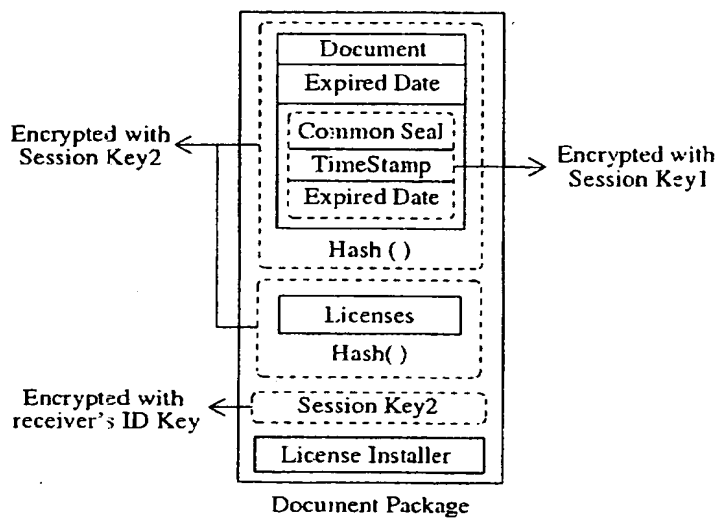 Document
Expired Date
Common Seal
TimeStamp
Expired Date
Hash ( )
Encrypted with
Session Key2
Encrypted with
Session Key1
Licenses
Hash( )
Encrypted with
receiver's ID Key
Session Key2
License Installer
Document Package